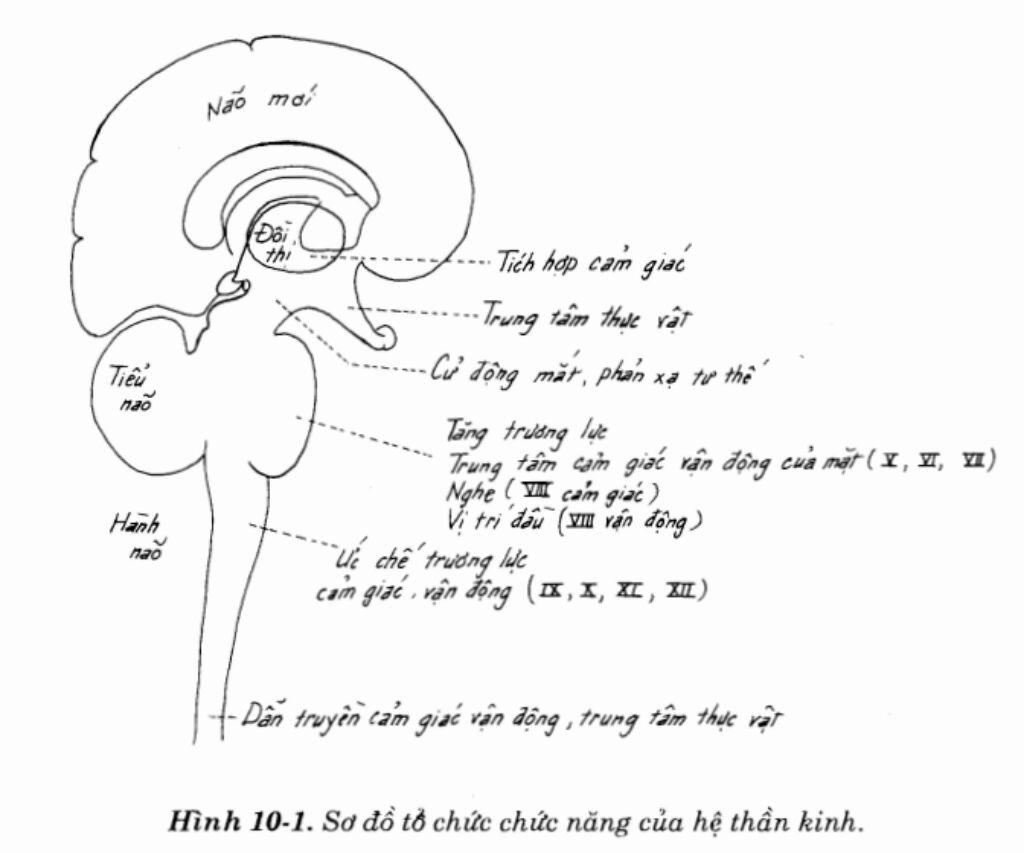 Não mới
Đồi
thị
Tích hợp cảm giác
Trung tâm thực vật
Cử động mắt, phản xạ tư thế
Tiểu
não
Tăng trương lực
Trung tâm cảm giác vận động của mặt (V, VI, VII)
Nghe (VIII cảm giác)
Vị trí đầu (VIII vận động)
Hành
não
Ức chế trương lực
cảm giác, vận động (IX, X, XI, XII)
Dẫn truyền cảm giác vận động, trung tâm thực vật
Hình 10-1. Sơ đồ tổ chức chức năng của hệ thần kinh.